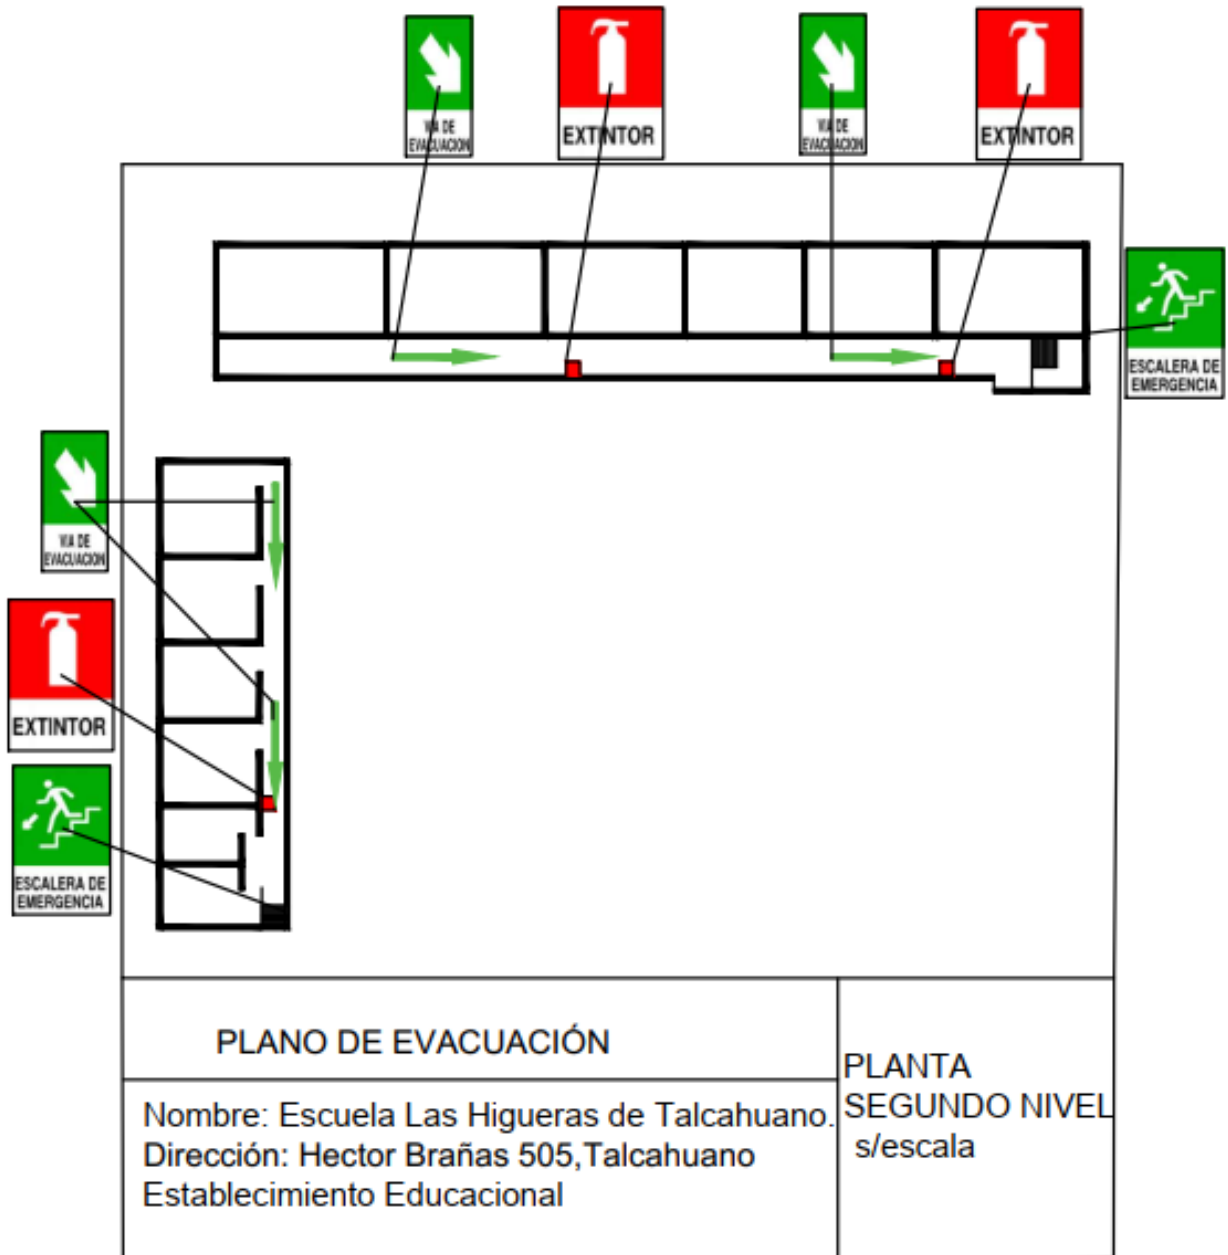 VIA DE
EVACUACION
EXTINTOR
VIA DE
EVACUACION
EXTINTOR
ESCALERA DE
EMERGENCIA
VIA DE
EVACUACION
EXTINTOR
ESCALERA DE
EMERGENCIA
PLANO DE EVACUACIÓN
Nombre: Escuela Las Higueras de Talcahuano.
Dirección: Hector Brañas 505,Talcahuano
Establecimiento Educacional
PLANTA
SEGUNDO NIVEL
s/escala